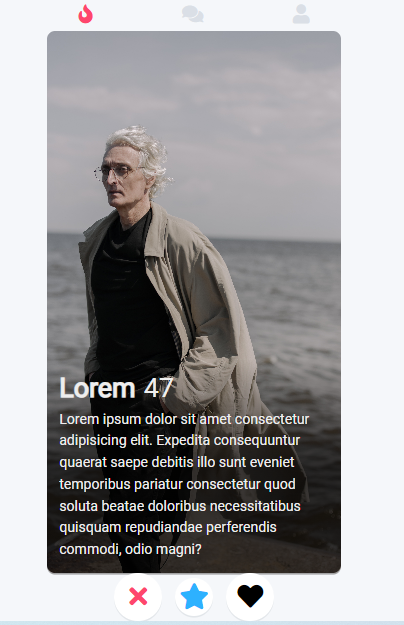 Lorem 47
Lorem ipsum dolor sit amet consectetur
adipisicing elit. Expedita consequuntur
quaerat saepe debitis illo sunt eveniet
temporibus pariatur consectetur quod
soluta beatae doloribus necessitatibus
quisquam repudiandae perferendis
commodi, odio magni?